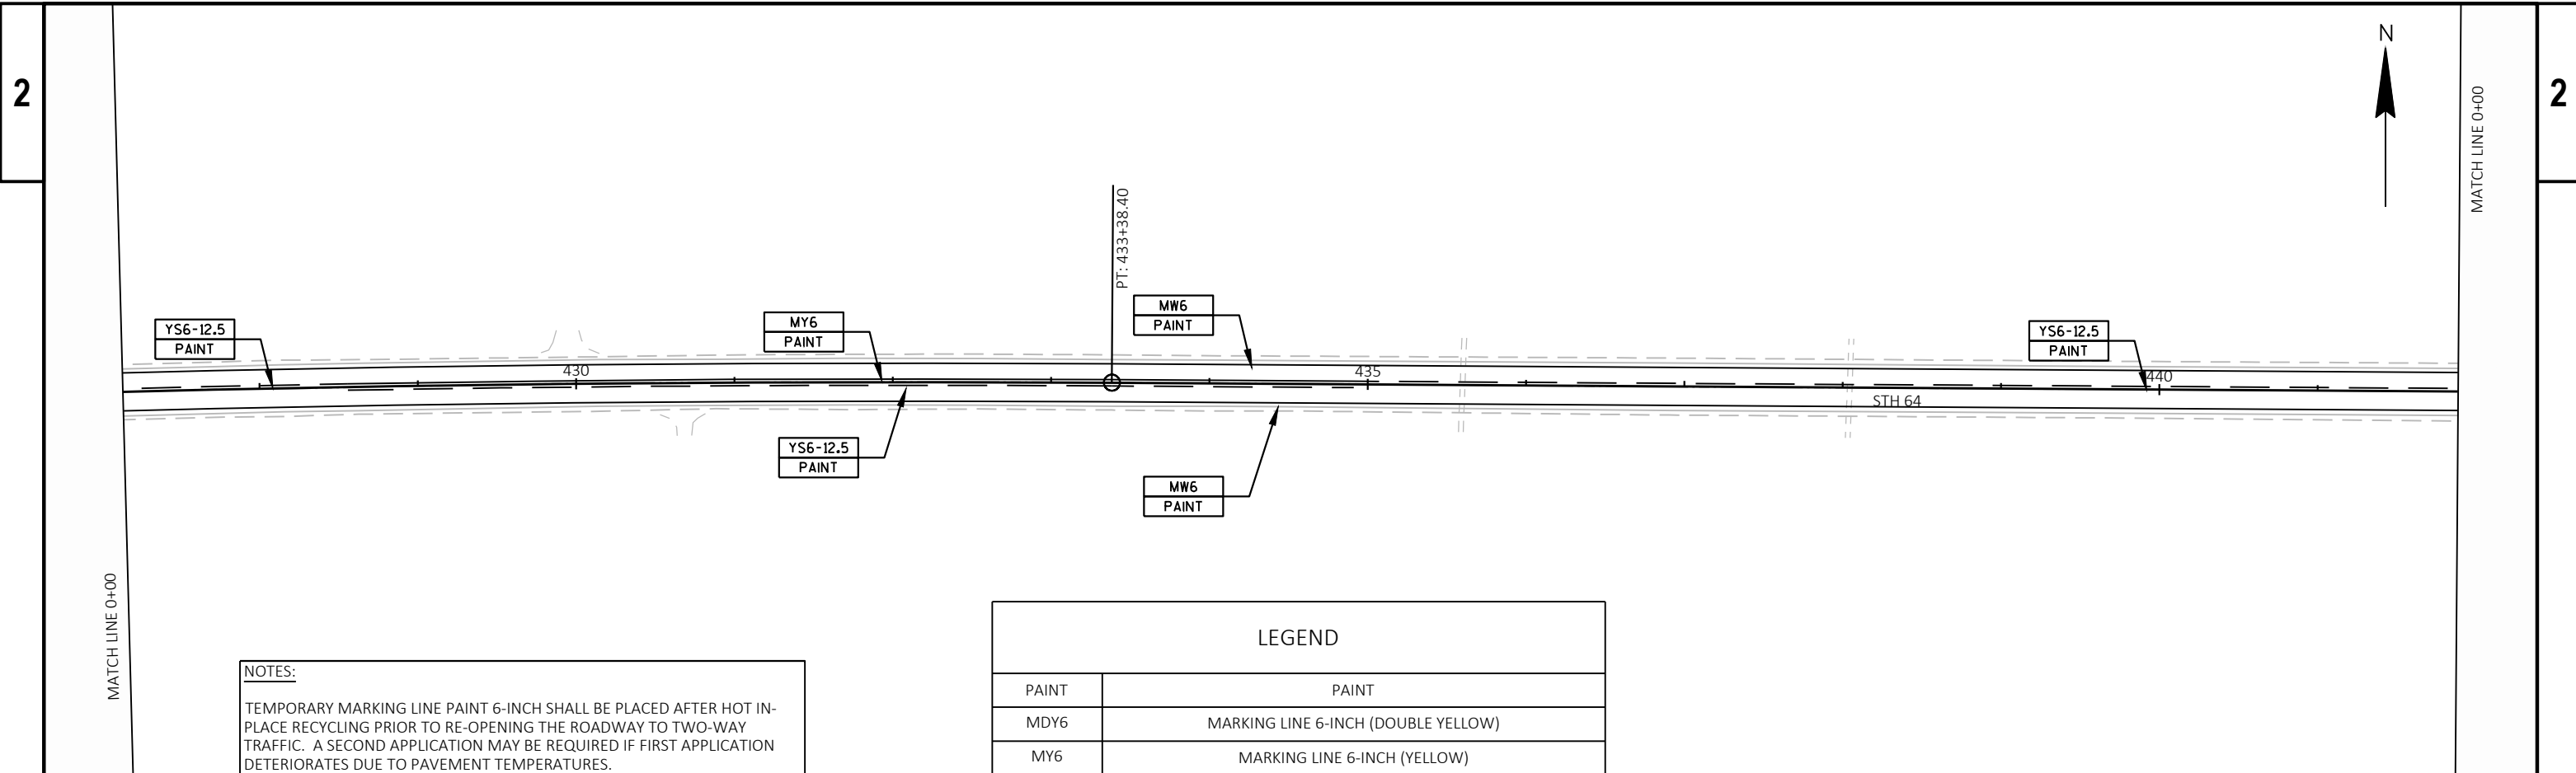 2
2
N
MATCH LINE 0+00
PT: 433+38.40
MW6
PAINT
MY6
PAINT
YS6-12.5
PAINT
YS6-12.5
PAINT
430
435
440
STH 64
YS6-12.5
PAINT
MW6
PAINT
MATCH LINE 0+00
LEGEND
PAINT PAINT
MDY6 MARKING LINE 6-INCH (DOUBLE YELLOW)
MY6 MARKING LINE 6-INCH (YELLOW)
NOTES:
TEMPORARY MARKING LINE PAINT 6-INCH SHALL BE PLACED AFTER HOT IN-
PLACE RECYCLING PRIOR TO RE-OPENING THE ROADWAY TO TWO-WAY
TRAFFIC. A SECOND APPLICATION MAY BE REQUIRED IF FIRST APPLICATION
DETERIORATES DUE TO PAVEMENT TEMPERATURES.